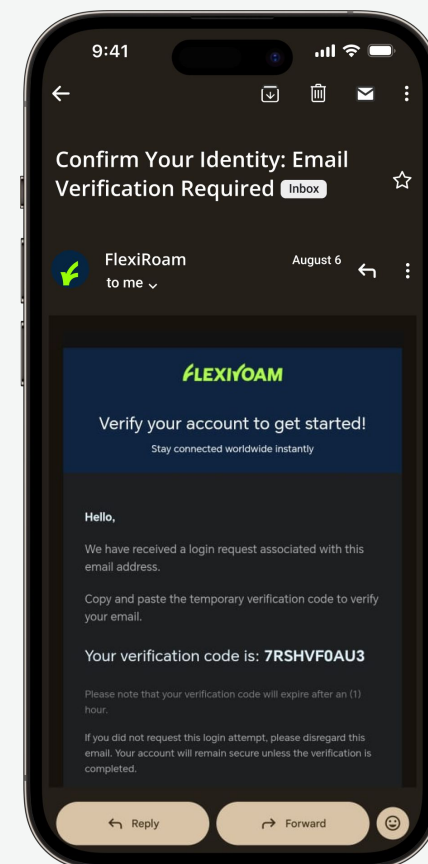 9:41
Confirm Your Identity: Email
Verification Required Inbox
FlexiRoam
August 6
to me
FLEXIROAM
Verify your account to get started!
Stay connected worldwide instantly
Hello,
We have received a login request associated with this
email address.
Copy and paste the temporary verification code to verify
your email.
Your verification code is: 7RSHVF0AU3
Please note that your verification code will expire after an (1)
hour.
If you did not request this login attempt, please disregard this
email. Your account will remain secure unless the verification is
completed.
Reply
Forward